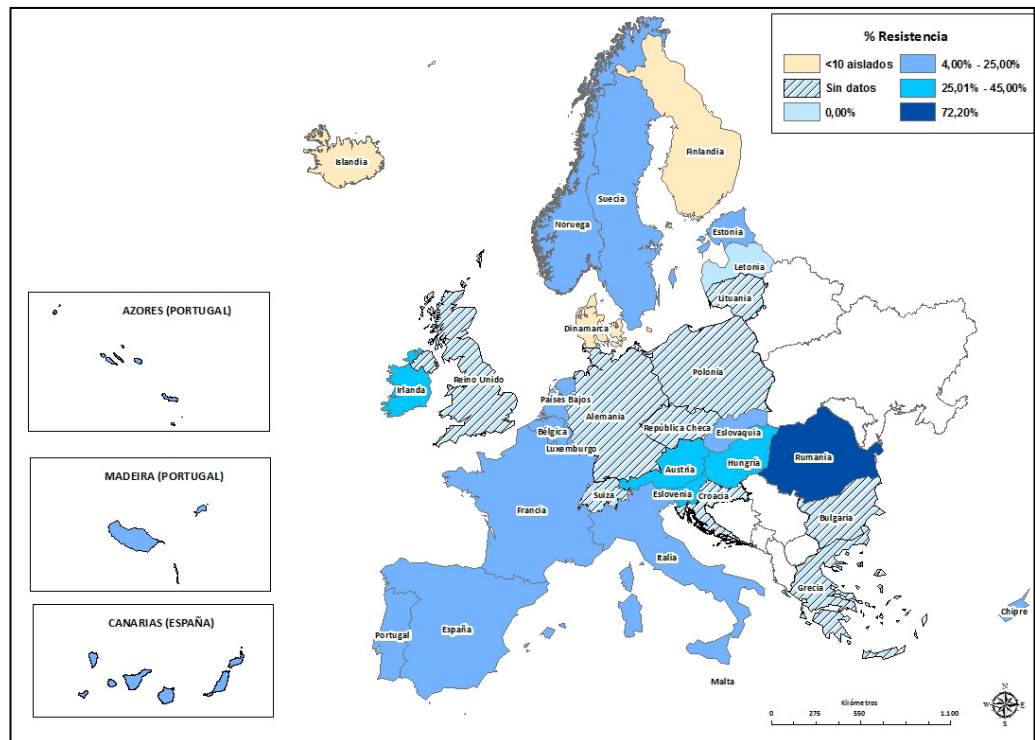 % Resistencia
<10 aislados
Sin datos
0,00%
4,00% - 25,00%
25,01% - 45,00%
72,20%
Islandia
Finlandia
Suecia
Noruega
Estonia
Letonia
Lituania
Dinamarca
Irlanda
Reino Unido
Países Bajos
Polonia
Alemania
Bélgica
República Checa
Luxemburgo
Eslovaquia
Rumania
Hungría
Austria
Suiza
Eslovenia
Croacia
Francia
Bulgaria
Italia
Grecia
Chipre
Portugal
España
Malta
AZORES (PORTUGAL)
MADEIRA (PORTUGAL)
CANARIAS (ESPAÑA)
Kilómetros
0 275 550 1.100
N
W E
S